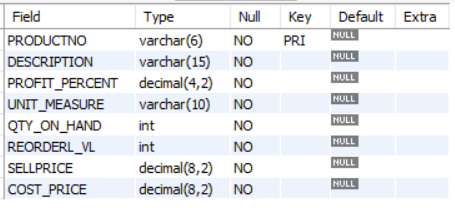 Field Type Null Key Default Extra
PRODUCTNO varchar(6) NO PRI NULL
DESCRIPTION varchar(15) NO NULL
PROFIT_PERCENT decimal(4,2) NO NULL
UNIT_MEASURE varchar(10) NO NULL
QTY_ON_HAND int NO NULL
REORDERL_VL int NO NULL
SELLPRICE decimal(8,2) NO NULL
COST_PRICE decimal(8,2) NO NULL